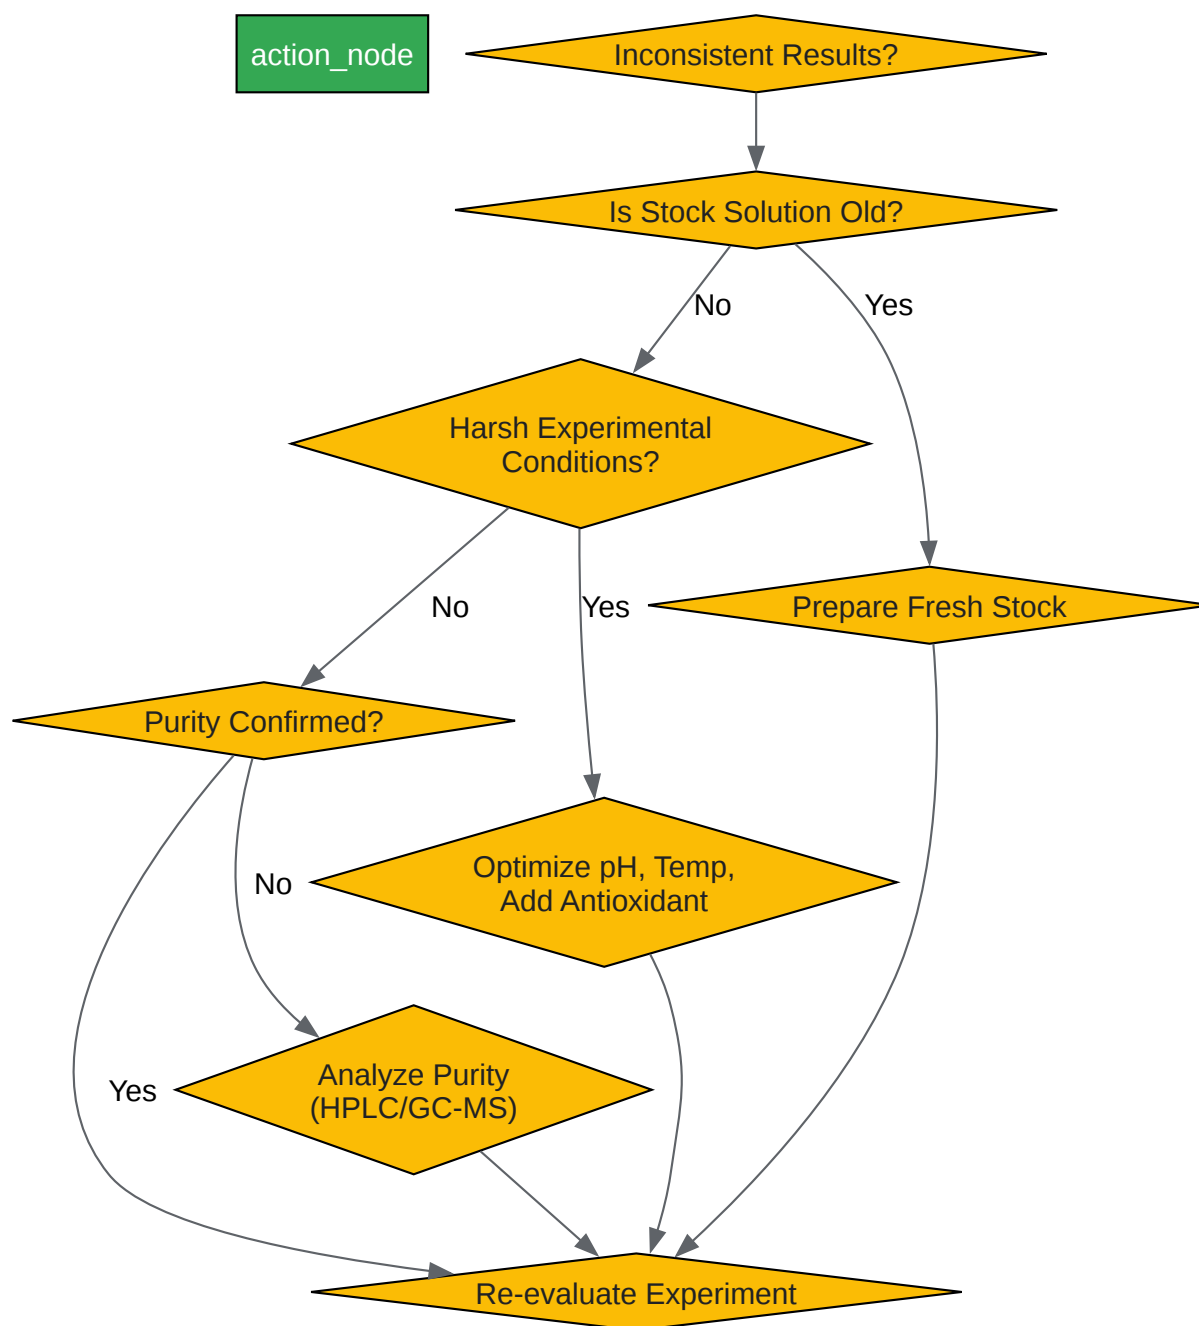 action_node
Inconsistent Results?
Is Stock Solution Old?
No
Yes
Harsh Experimental
Conditions?
No
Yes
Prepare Fresh Stock
Purity Confirmed?
Optimize pH, Temp,
Add Antioxidant
No
Analyze Purity
(HPLC/GC-MS)
Yes
Re-evaluate Experiment